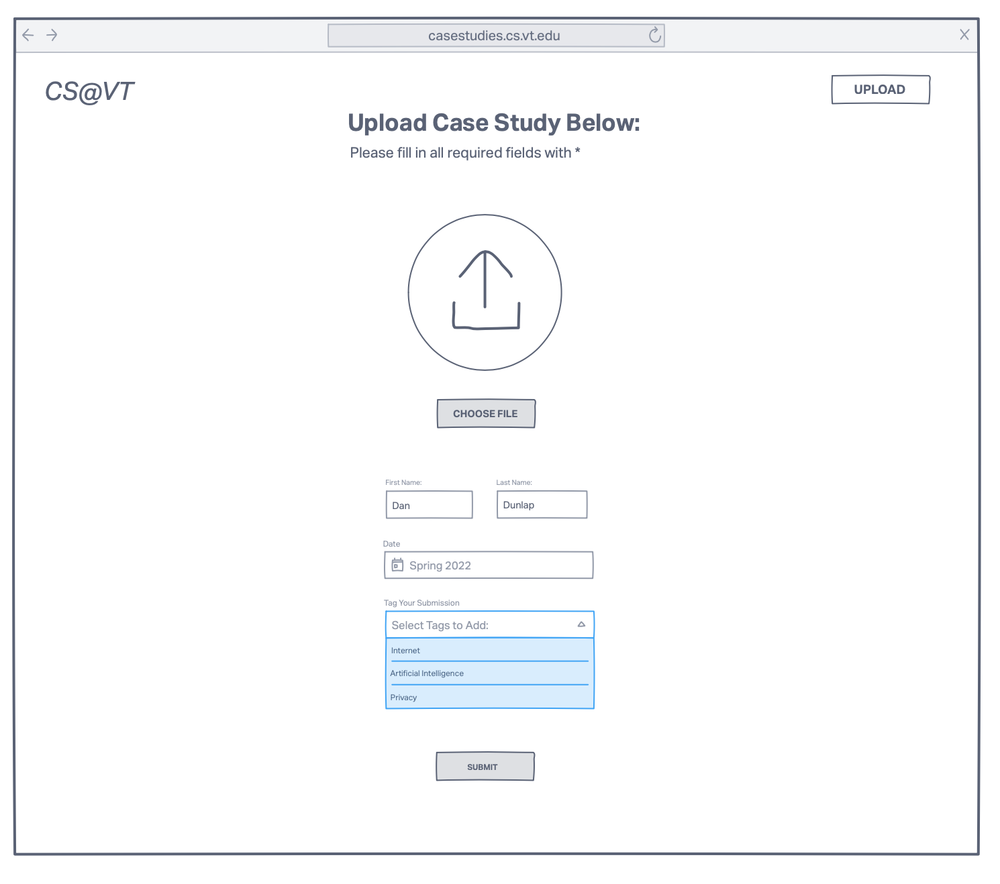 casestudies.cs.vt.edu
CS@VT
UPLOAD
Upload Case Study Below:
Please fill in all required fields with *
CHOOSE FILE
First Name:
Last Name:
Dan
Dunlap
Date
Spring 2022
Tag Your Submission
Select Tags to Add:
Internet
Artificial Intelligence
Privacy
SUBMIT